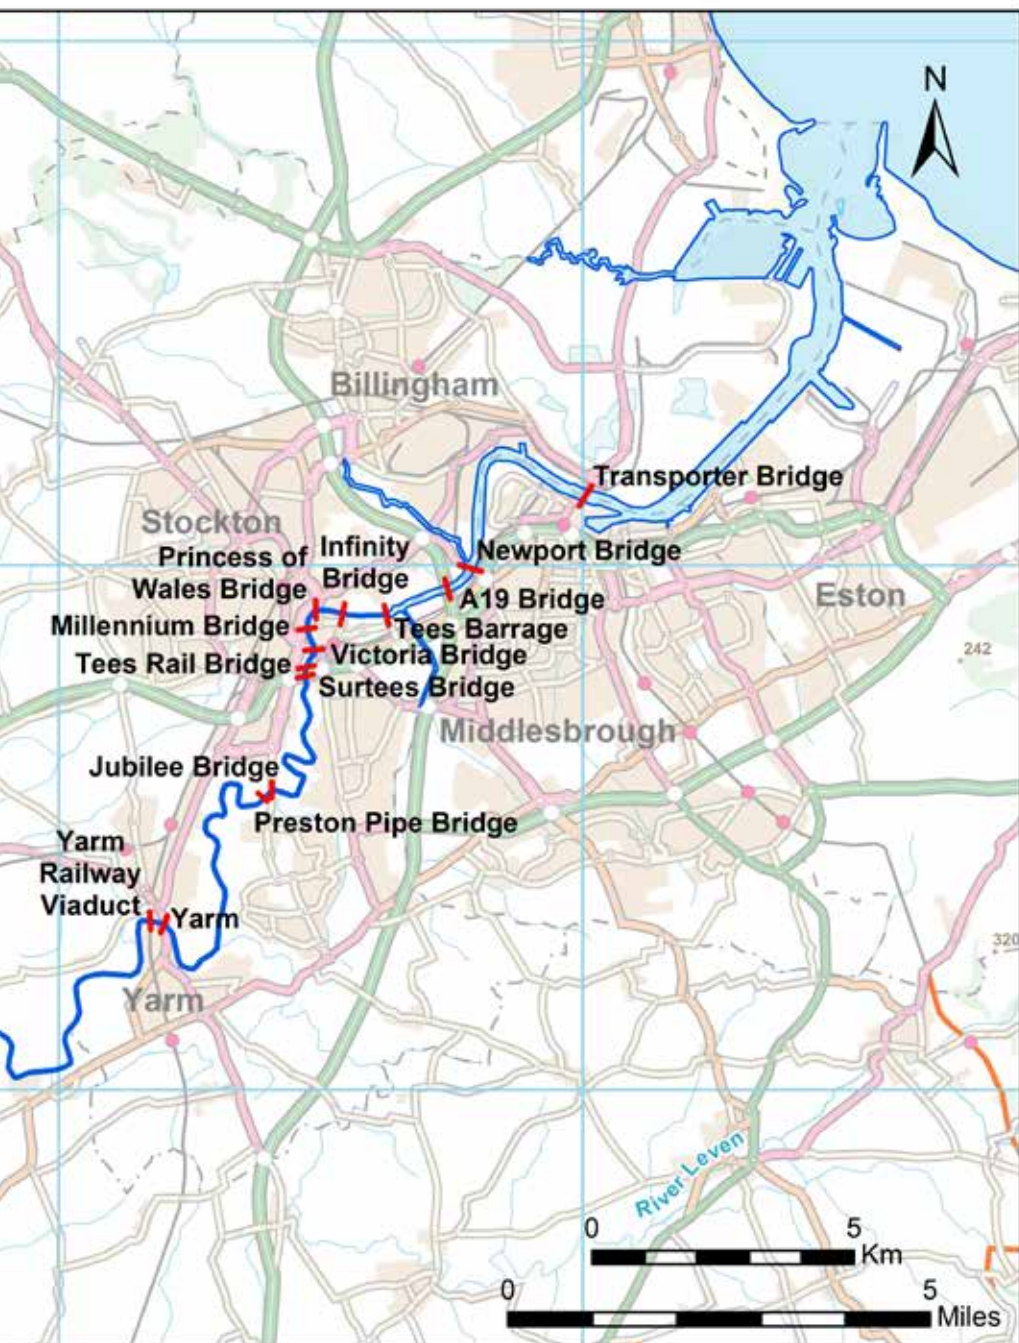 N
Billingham
Transporter Bridge
Stockton
Princess of
Wales Bridge
Infinity
Bridge
Newport Bridge
A19 Bridge
Eston
Millennium Bridge
Tees Barrage
Tees Rail Bridge
Victoria Bridge
242
Surtees Bridge
Middlesbrough
Jubilee Bridge
Preston Pipe Bridge
Yarm
Railway
Viaduct
Yarm
320
Yarm
River Leven
0 5
Km
0 5
Miles